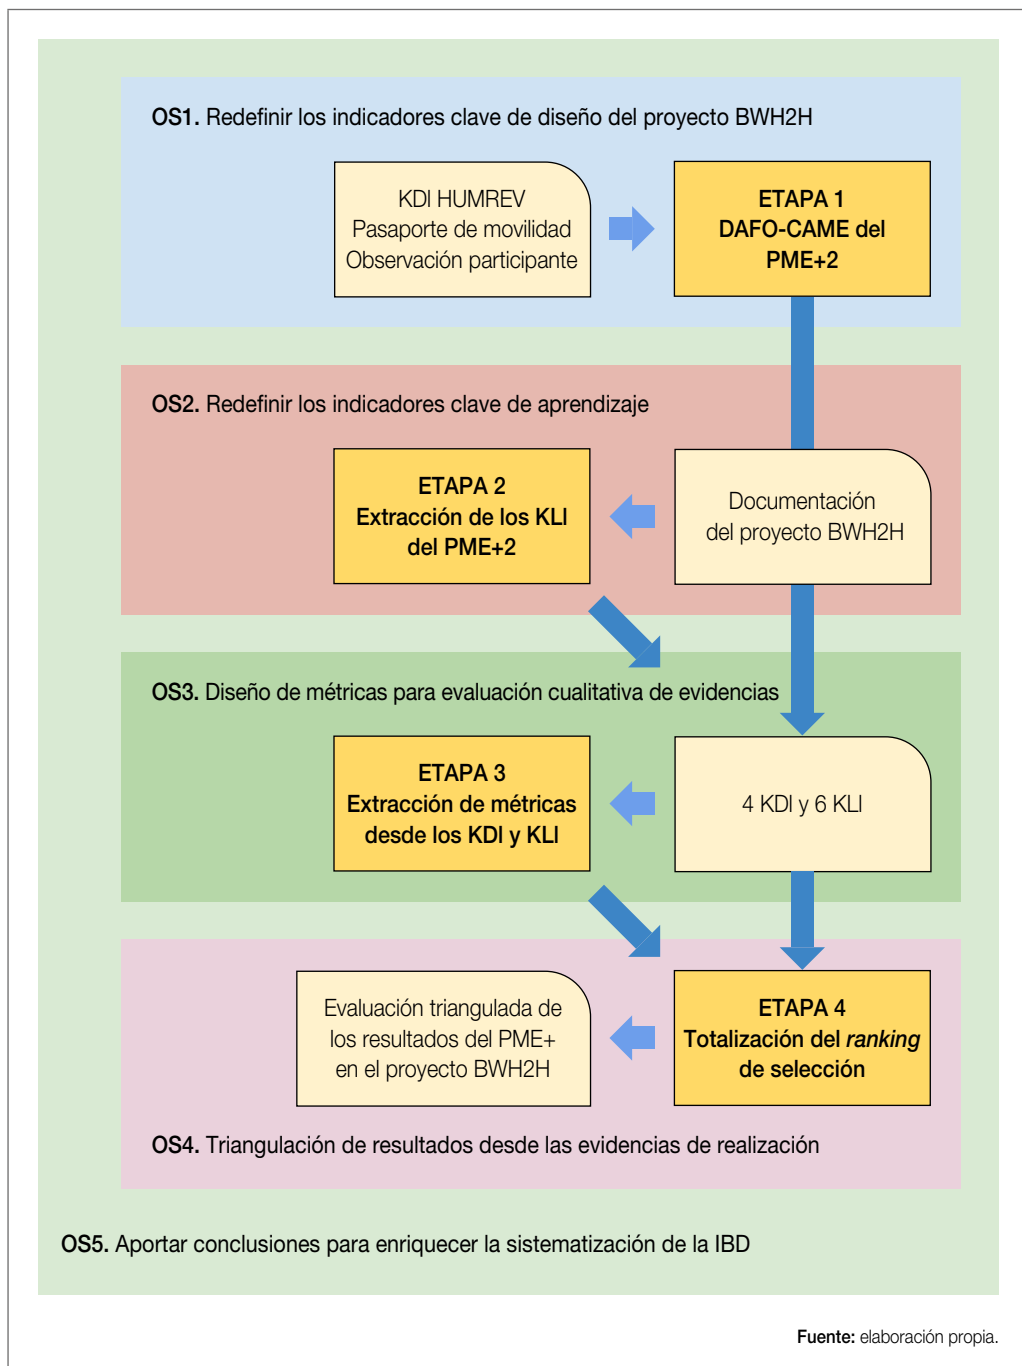 OS1. Redefinir los indicadores clave de diseño del proyecto BWH2H
KDI HUMREV
Pasaporte de movilidad
Observación participante
ETAPA 1
DAFO-CAME del
PME+2
OS2. Redefinir los indicadores clave de aprendizaje
ETAPA 2
Extracción de los KLI
del PME+2
Documentación
del proyecto BWH2H
OS3. Diseño de métricas para evaluación cualitativa de evidencias
ETAPA 3
Extracción de métricas
desde los KDI y KLI
4 KDI y 6 KLI
Evaluación triangulada de
los resultados del PME+
en el proyecto BWH2H
ETAPA 4
Totalización del ranking
de selección
OS4. Triangulación de resultados desde las evidencias de realización
OS5. Aportar conclusiones para enriquecer la sistematización de la IBD
Fuente: elaboración propia.